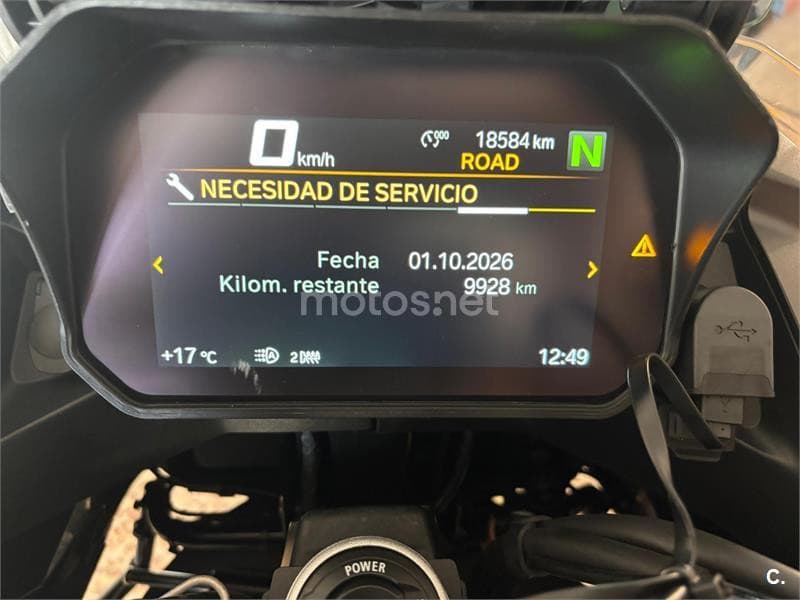 0 km/h
000
18584 km
ROAD
N
NECESIDAD DE SERVICIO
Fecha 01.10.2026
Kilom. restante 9928 km
motos.net
+17 °C
A
2
12:49
POWER
C.